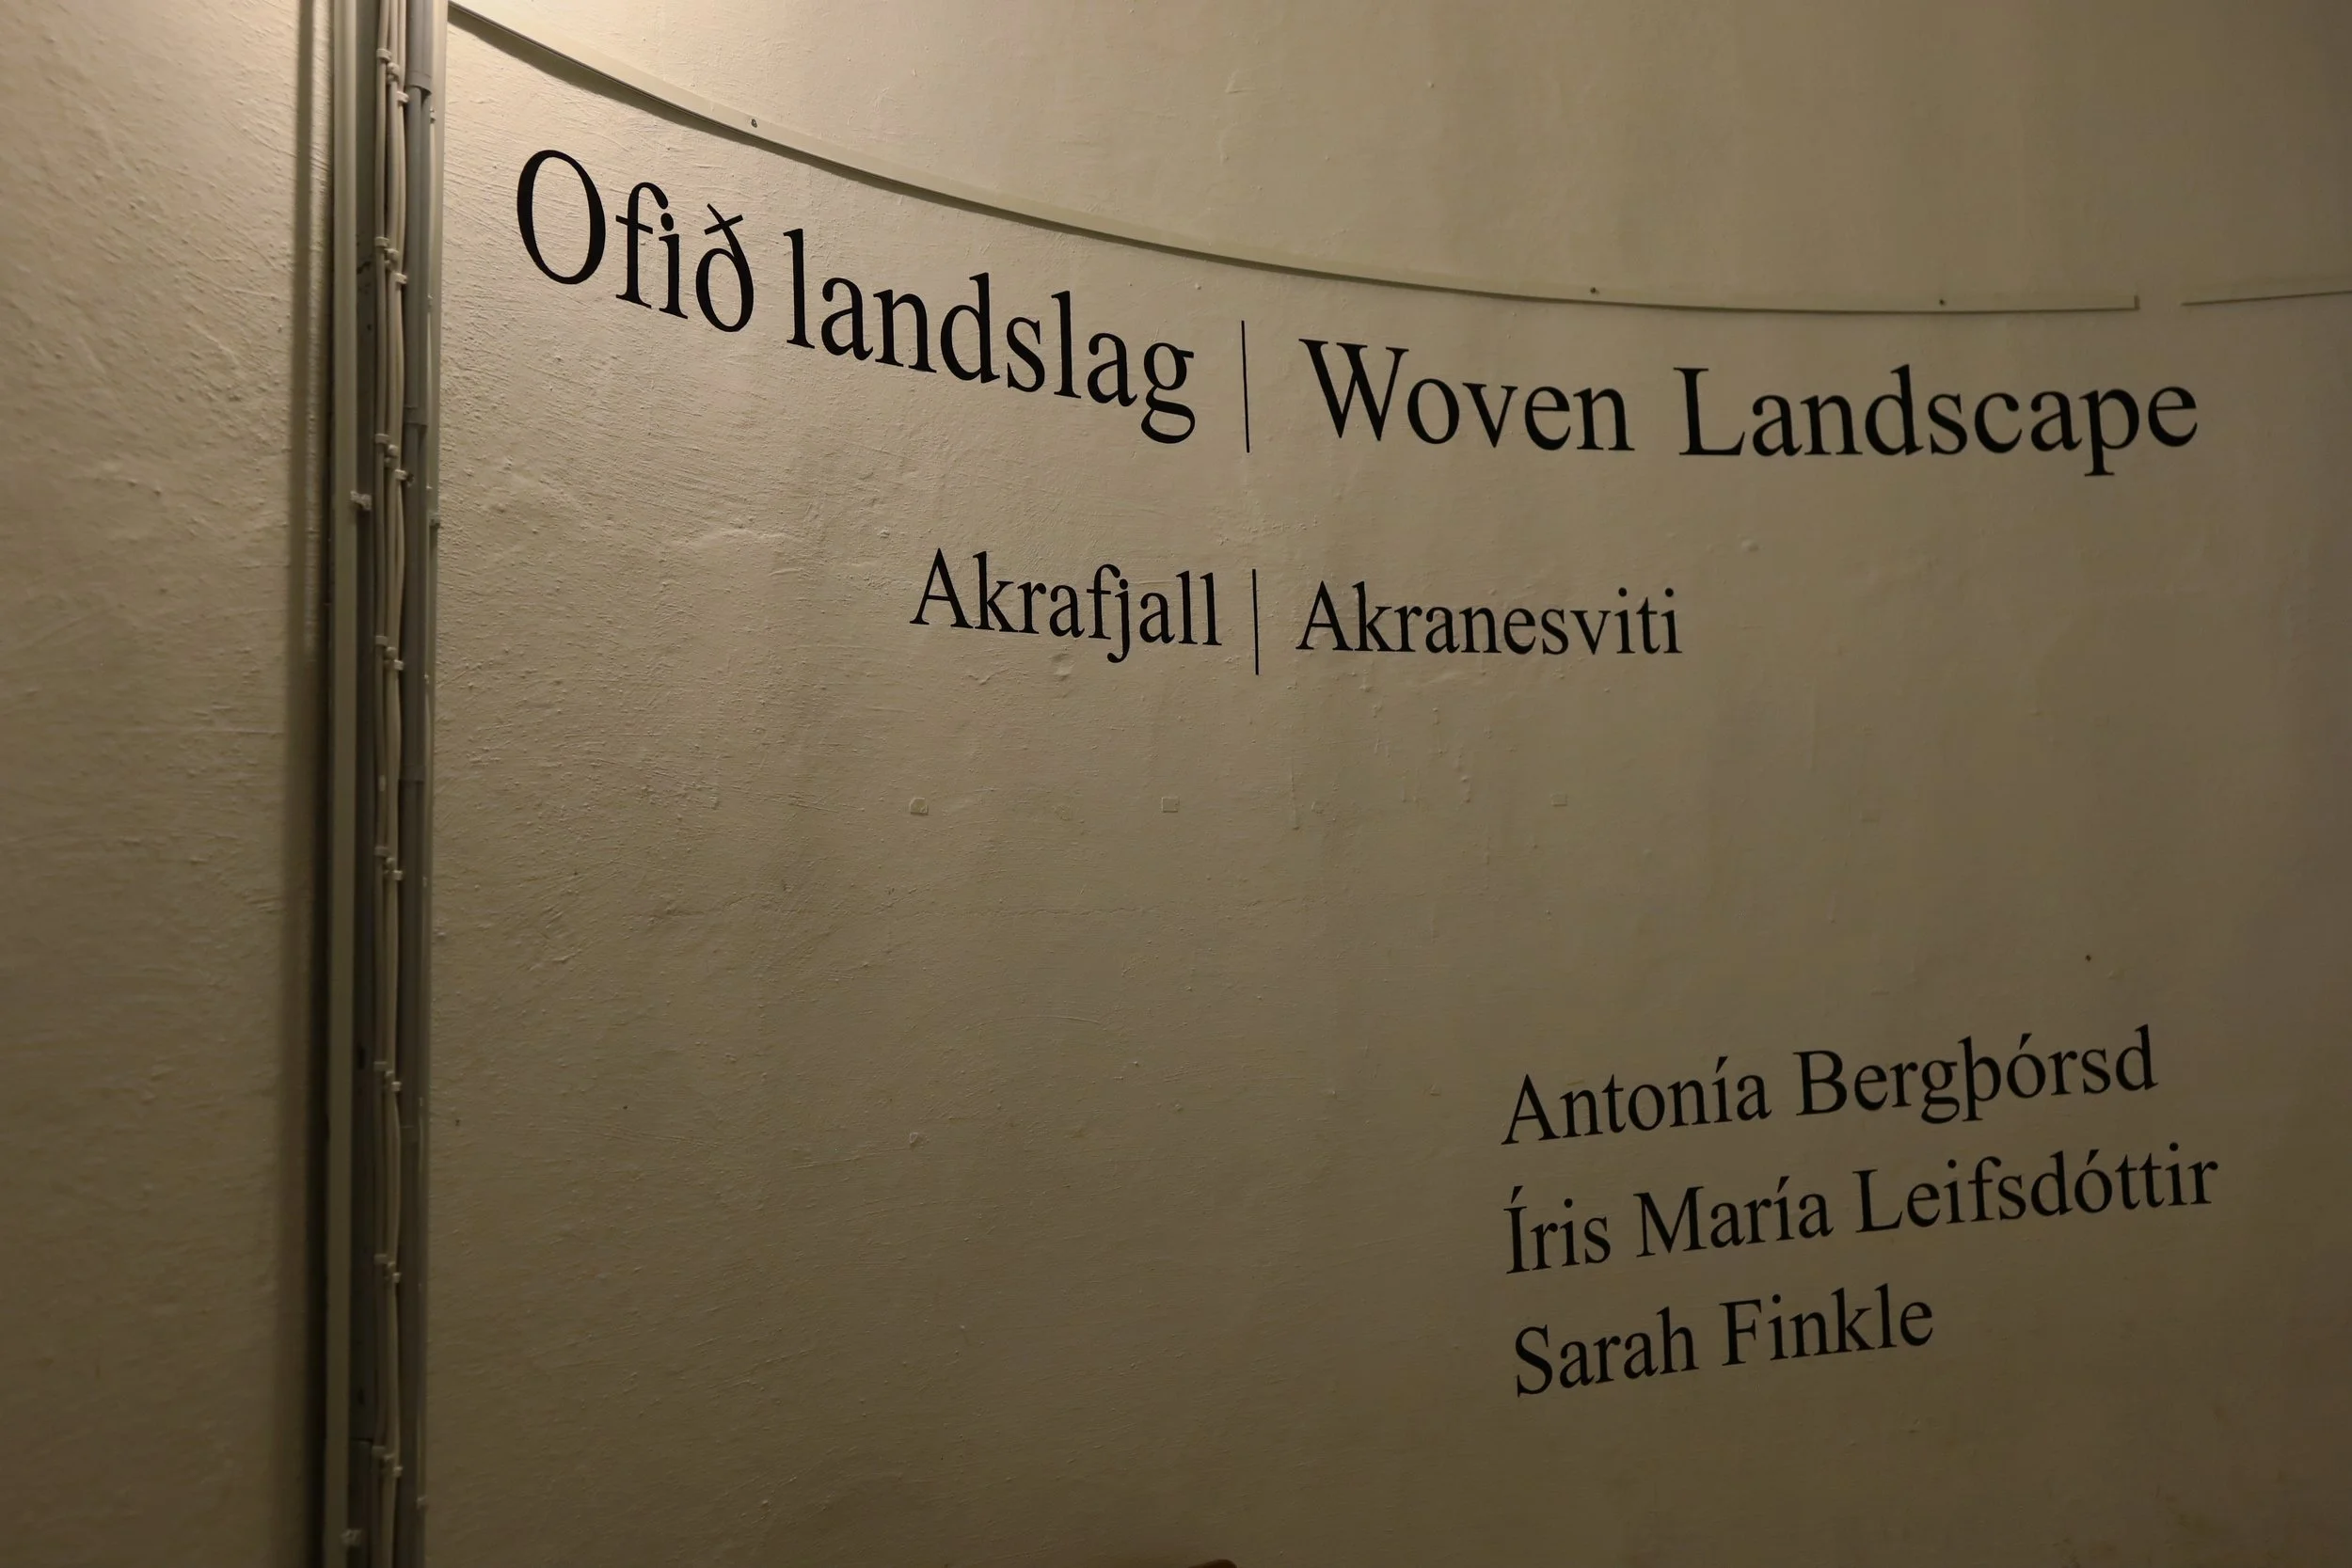 Ofið landslag | Woven Landscape
Akrafjall | Akranesviti
Antonía Bergþórsd
Íris María Leifsdóttir
Sarah Finkle